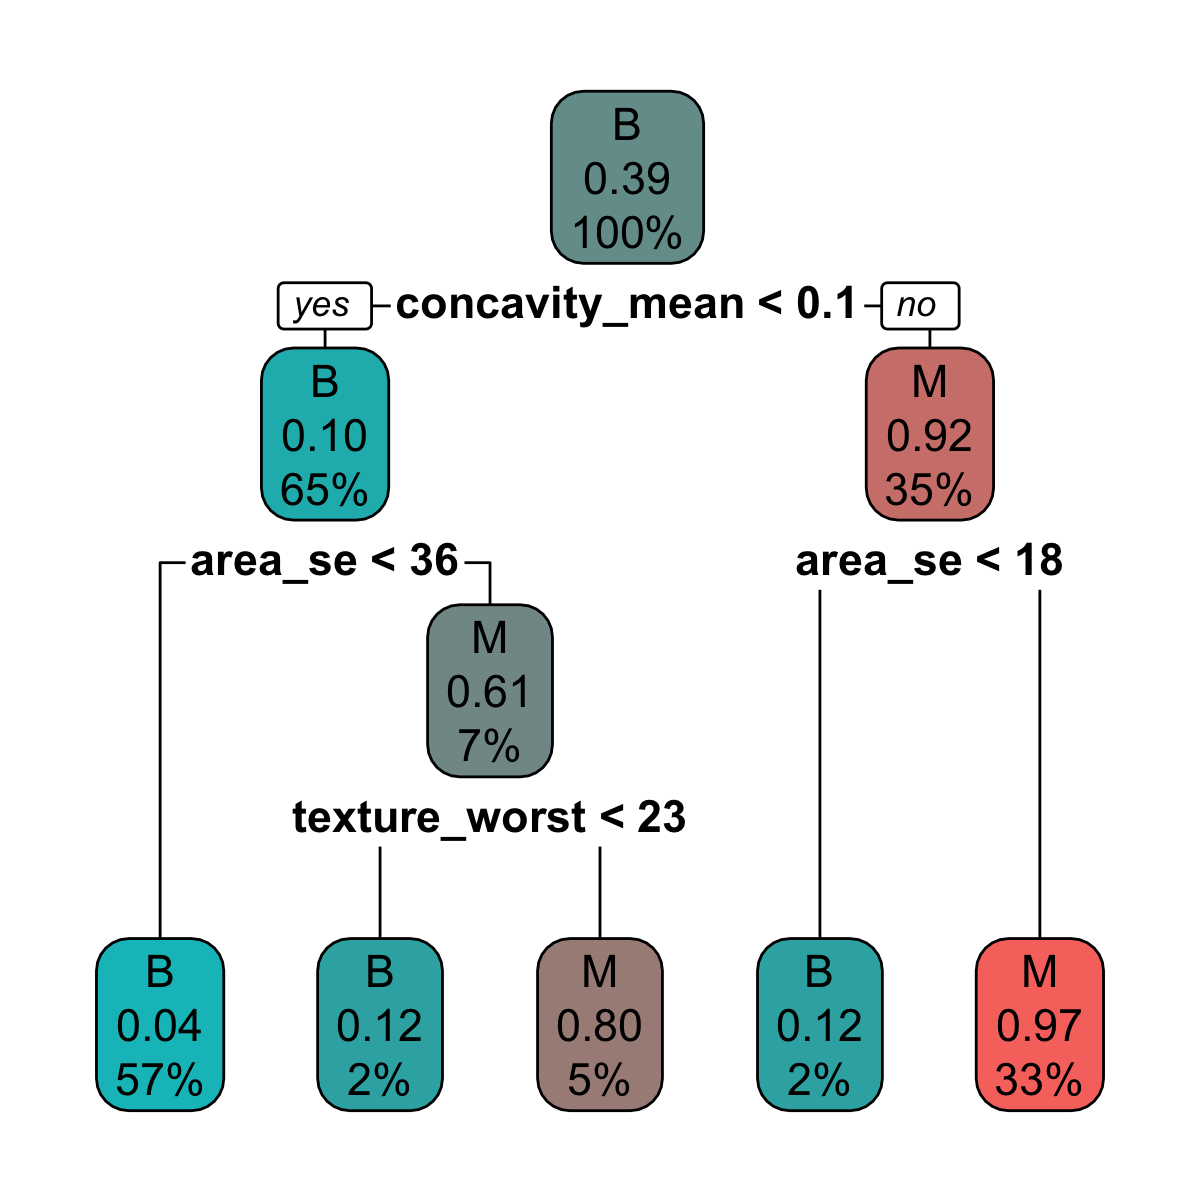 B
0.39
100%
yes
concavity_mean < 0.1
no
B
0.10
65%
M
0.92
35%
area_se < 36
area_se < 18
M
0.61
7%
texture_worst < 23
B
0.04
57%
B
0.12
2%
M
0.80
5%
B
0.12
2%
M
0.97
33%